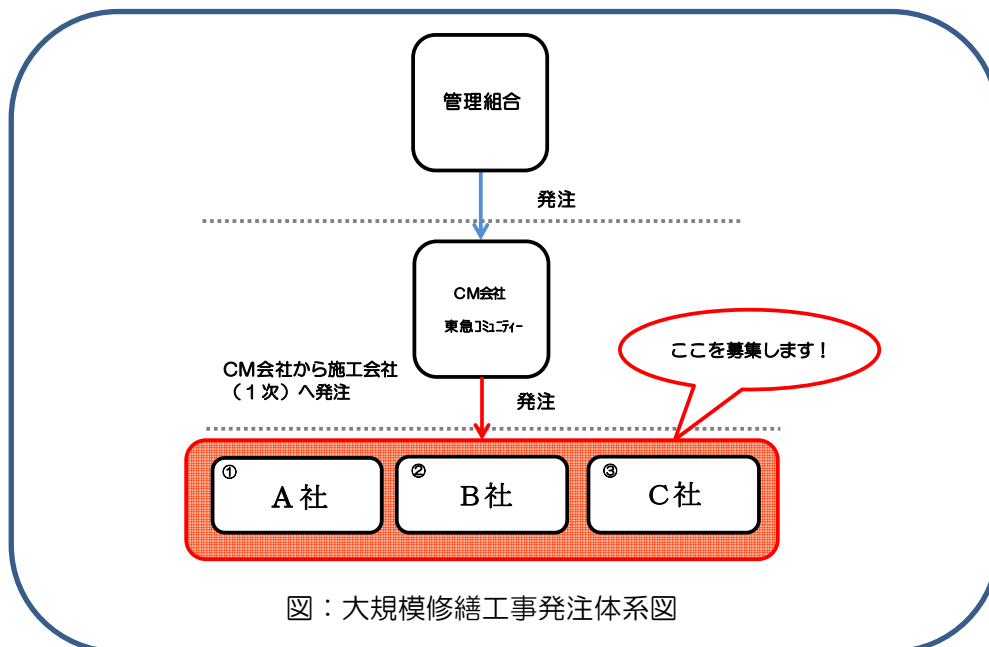 管理組合
発注
CM会社
東急コミュニティー
ここを募集します！
CM会社から施工会社
（１次）へ発注
発注
①
A社
②
B社
③
C社
図：大規模修繕工事発注体系図